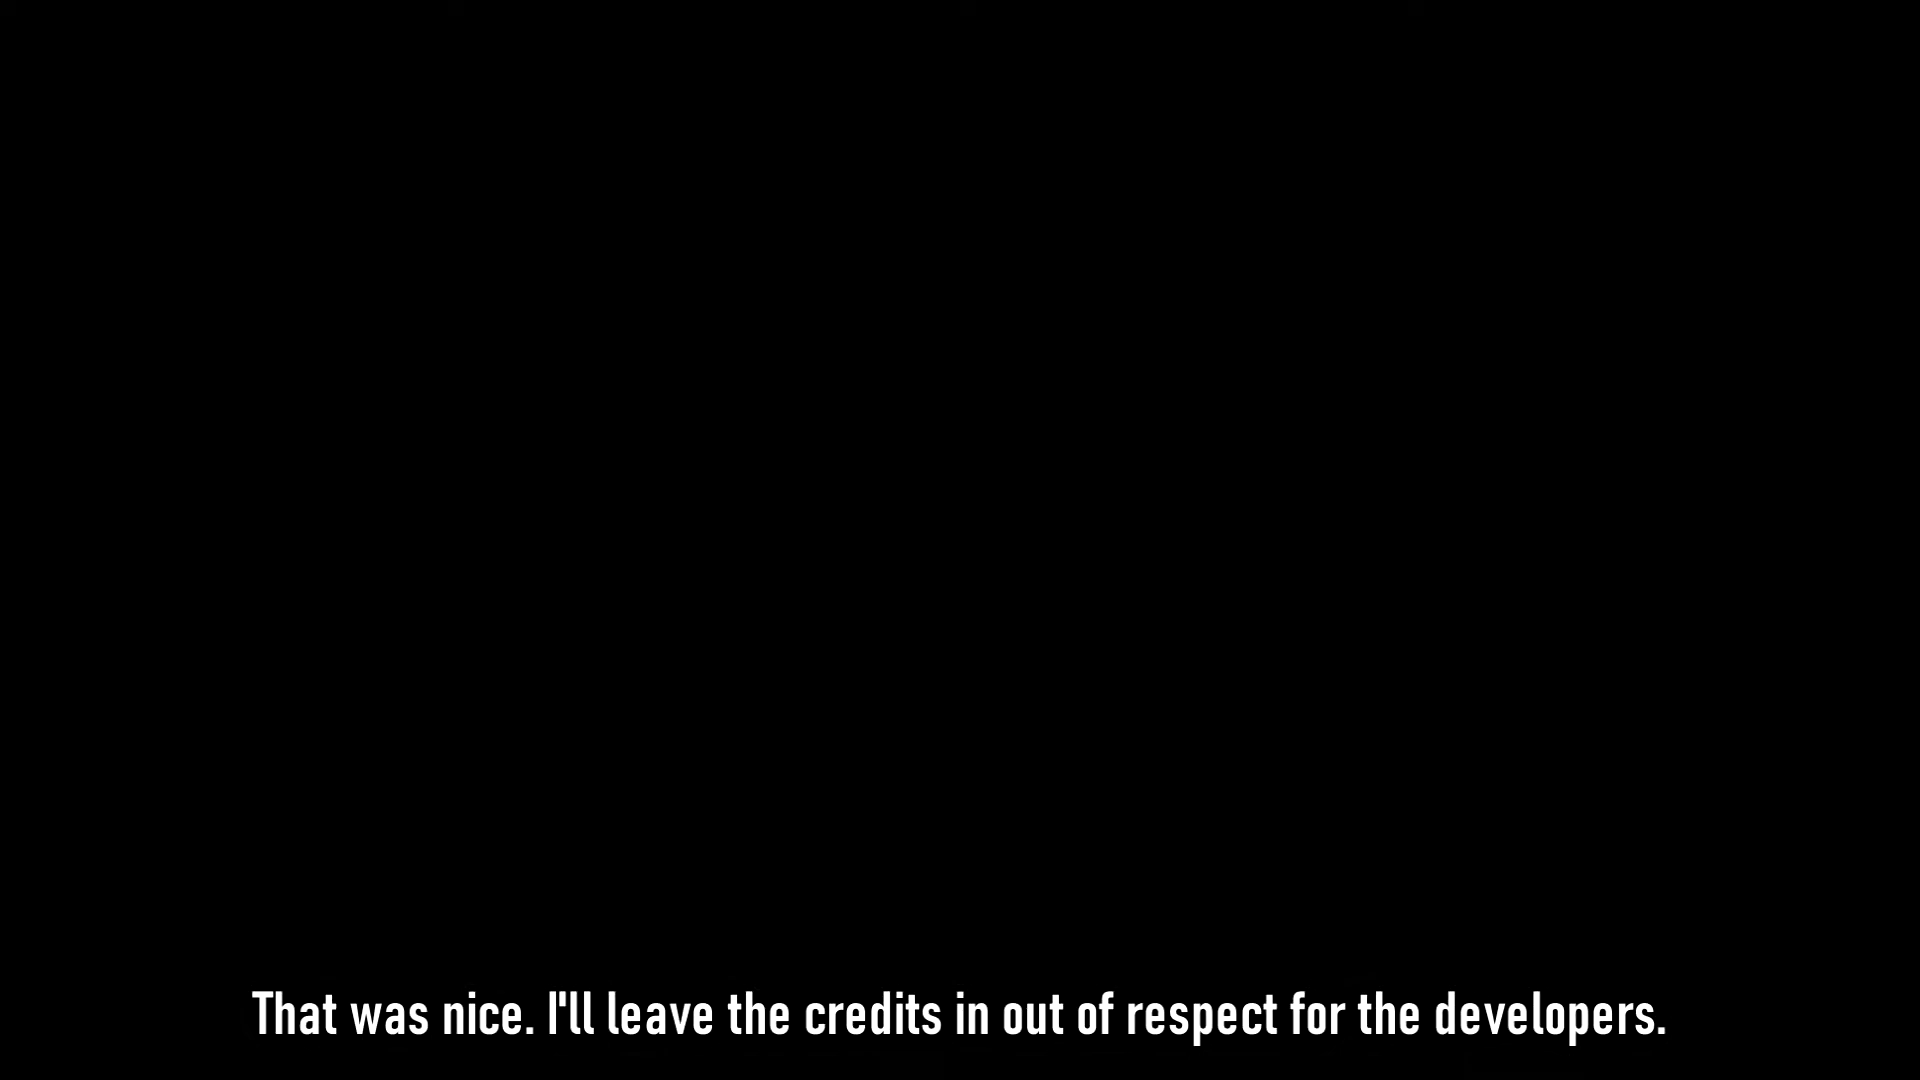 That was nice. I'll leave the credits in out of respect for the developers.